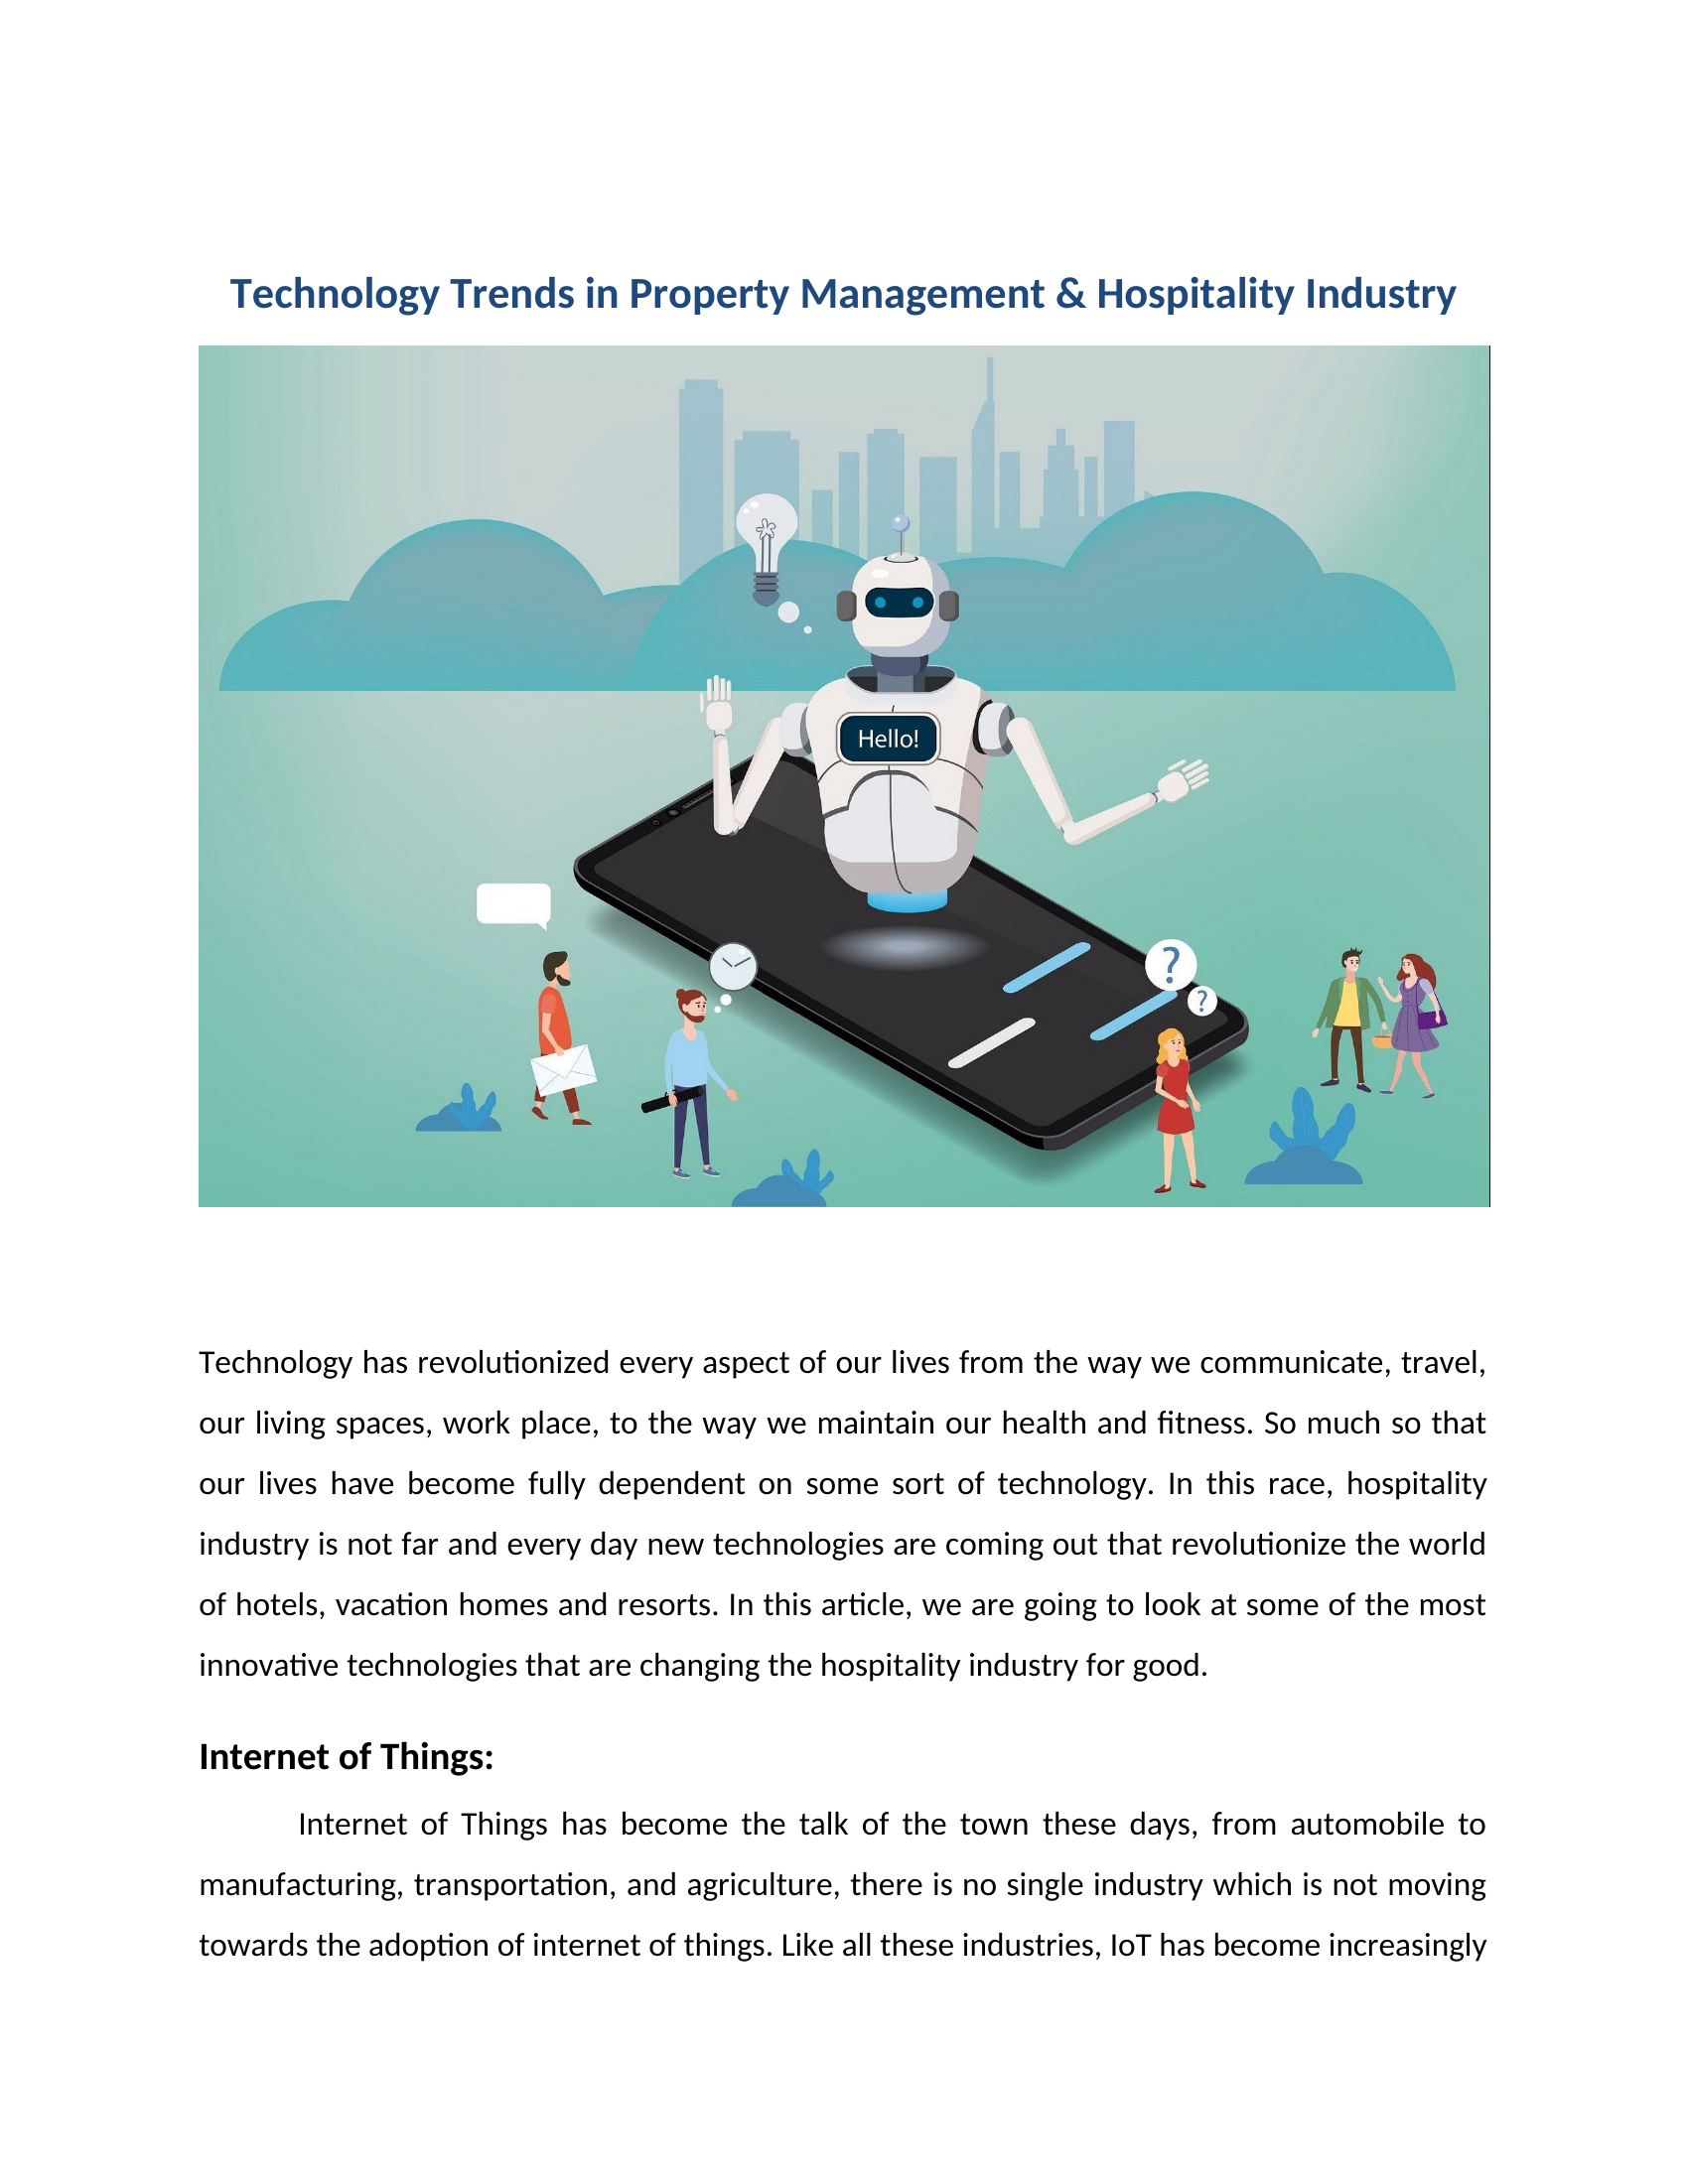 Technology Trends in Property Management & Hospitality Industry
Hello!
?
?
Technology has revolutionized every aspect of our lives from the way we communicate, travel,
our living spaces, work place, to the way we maintain our health and fitness. So much so that
our lives have become fully dependent on some sort of technology. In this race, hospitality
industry is not far and every day new technologies are coming out that revolutionize the world
of hotels, vacation homes and resorts. In this article, we are going to look at some of the most
innovative technologies that are changing the hospitality industry for good.
Internet of Things:
Internet of Things has become the talk of the town these days, from automobile to
manufacturing, transportation, and agriculture, there is no single industry which is not moving
towards the adoption of internet of things. Like all these industries, IoT has become increasingly